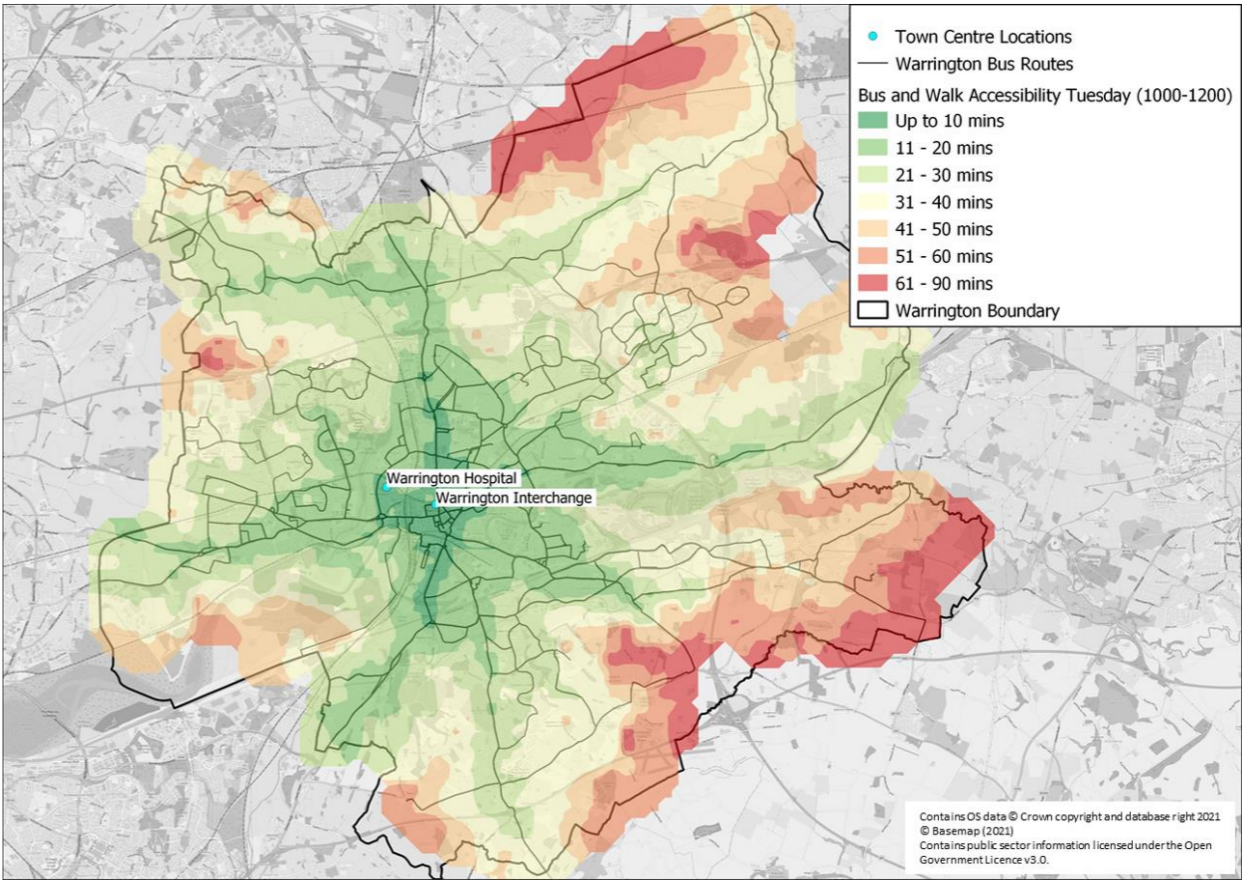 Town Centre Locations
Warrington Bus Routes
Bus and Walk Accessibility Tuesday (1000-1200)
Up to 10 mins
11 - 20 mins
21 - 30 mins
31 - 40 mins
41 - 50 mins
51 - 60 mins
61 - 90 mins
Warrington Boundary
Warrington Hospital
Warrington Interchange
Contains OS data © Crown copyright and database right 2021
© Basemap (2021)
Contains public sector information licensed under the Open
Government Licence v3.0.